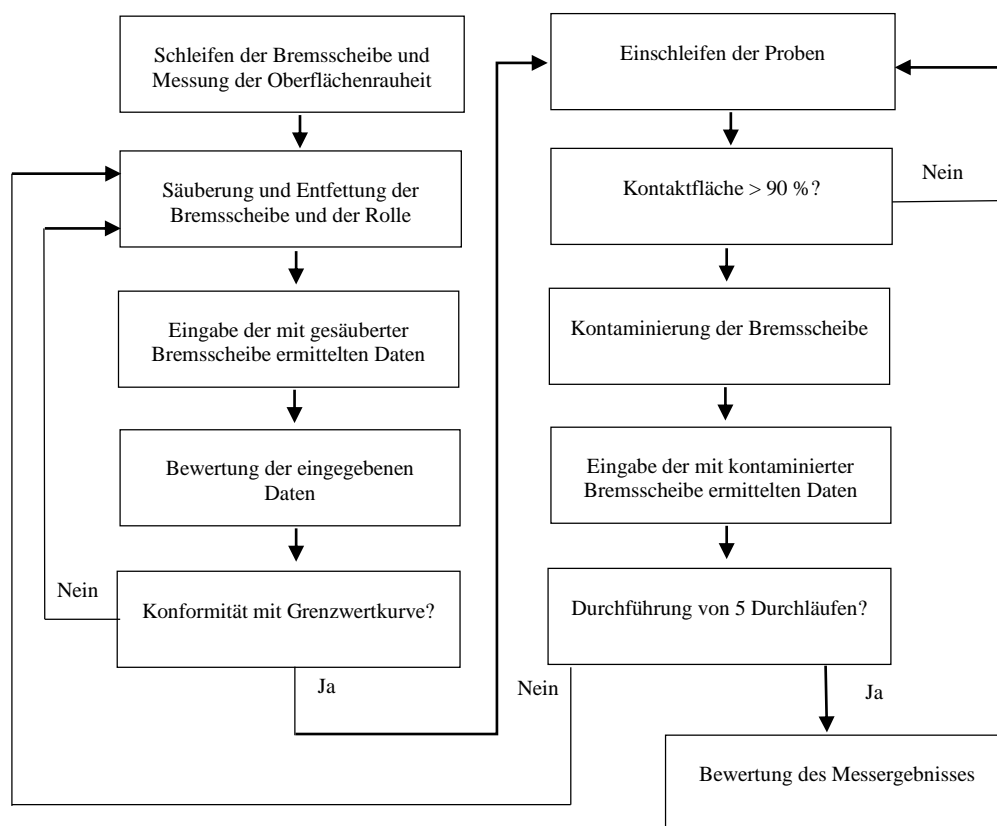 Schleifen der Bremsscheibe und
Messung der Oberflächenrauheit
Säuberung und Entfettung der
Bremsscheibe und der Rolle
Eingabe der mit gesäuberter
Bremsscheibe ermittelten Daten
Bewertung der eingegebenen
Daten
Nein
Konformität mit Grenzwertkurve?
Ja
Einschleifen der Proben
Kontaktfläche > 90 %?
Nein
Kontaminierung der Bremsscheibe
Eingabe der mit kontaminierter
Bremsscheibe ermittelten Daten
Durchführung von 5 Durchläufen?
Nein
Ja
Bewertung des Messergebnisses